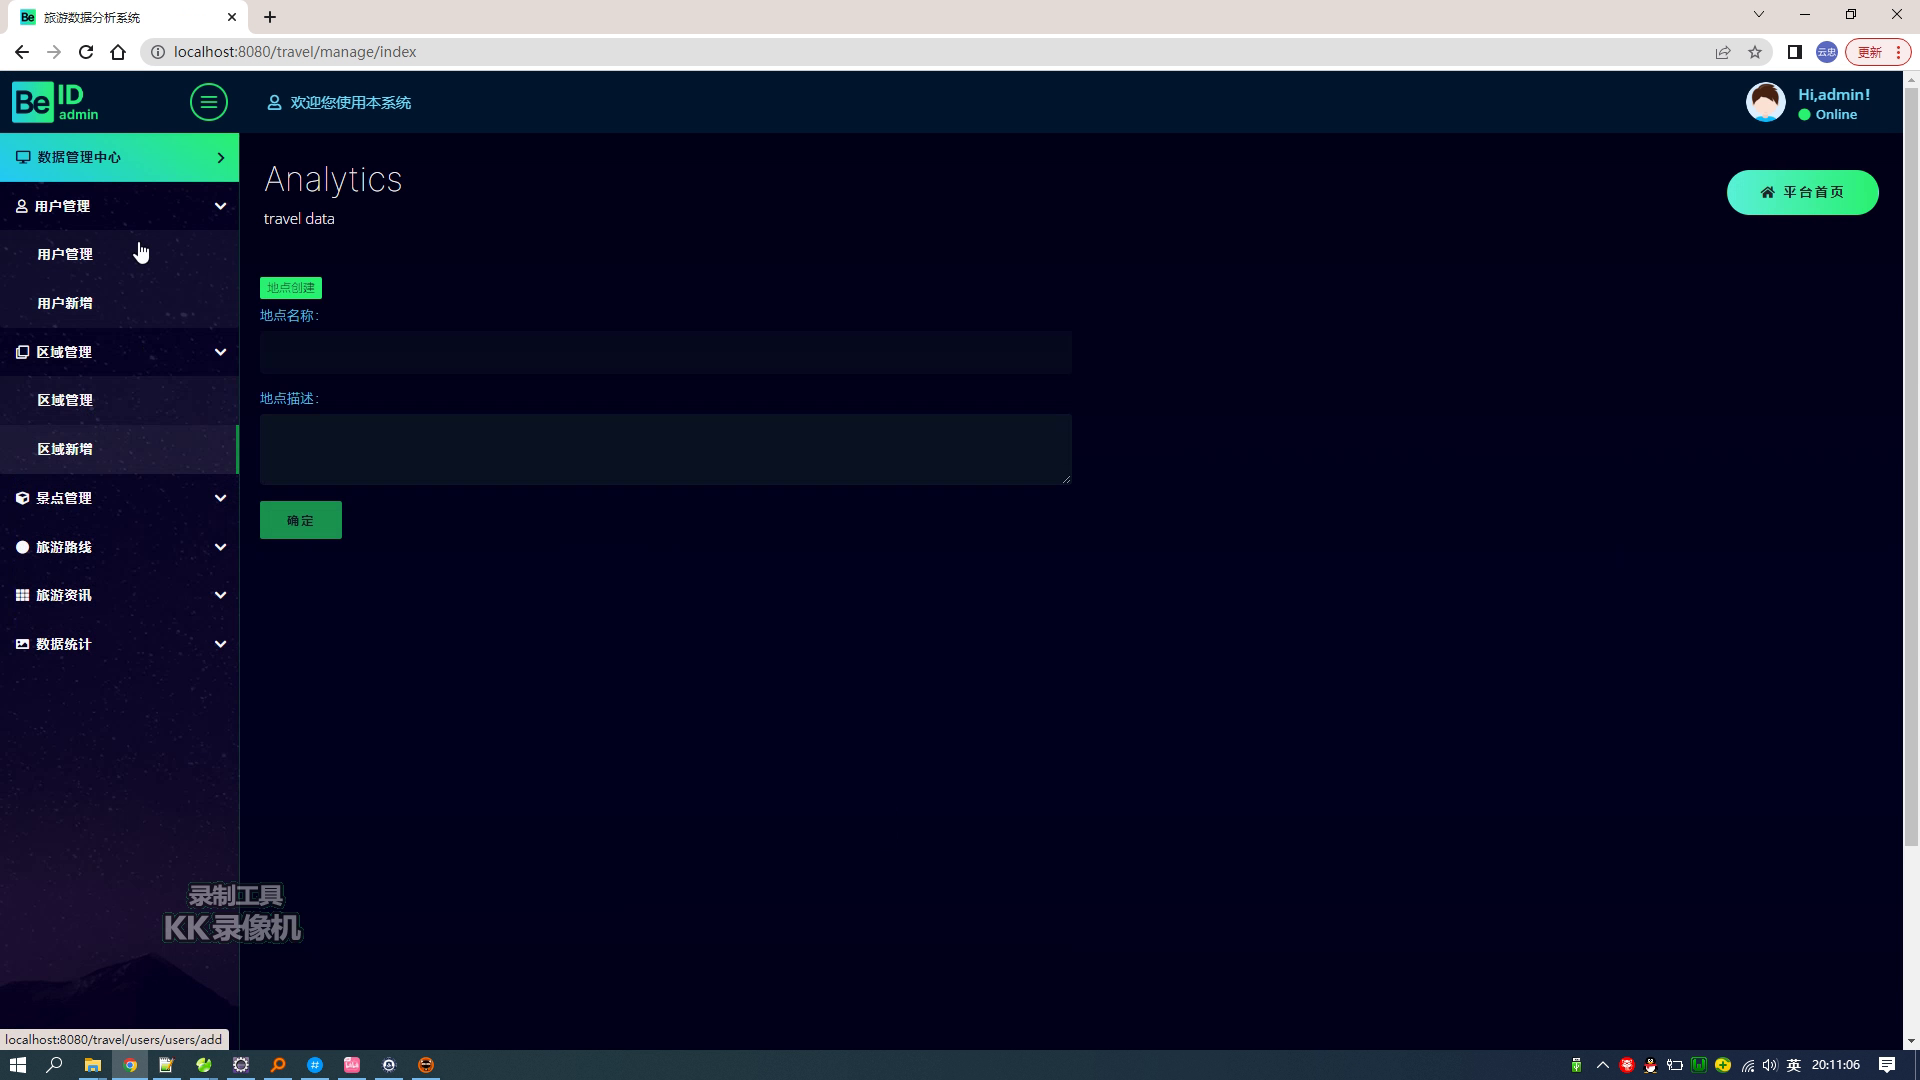 旅游数据分析系统
localhost:8080/travel/manage/index
云忠
更新
Be ID admin
欢迎您使用本系统
Hi,admin!
Online
数据管理中心
用户管理
用户管理
用户新增
区域管理
区域管理
区域新增
景点管理
旅游路线
旅游资讯
数据统计
Analytics
travel data
平台首页
地点创建
地点名称:
地点描述:
确定
录制工具
KK录像机
localhost:8080/travel/users/users/add
英
20:11:06